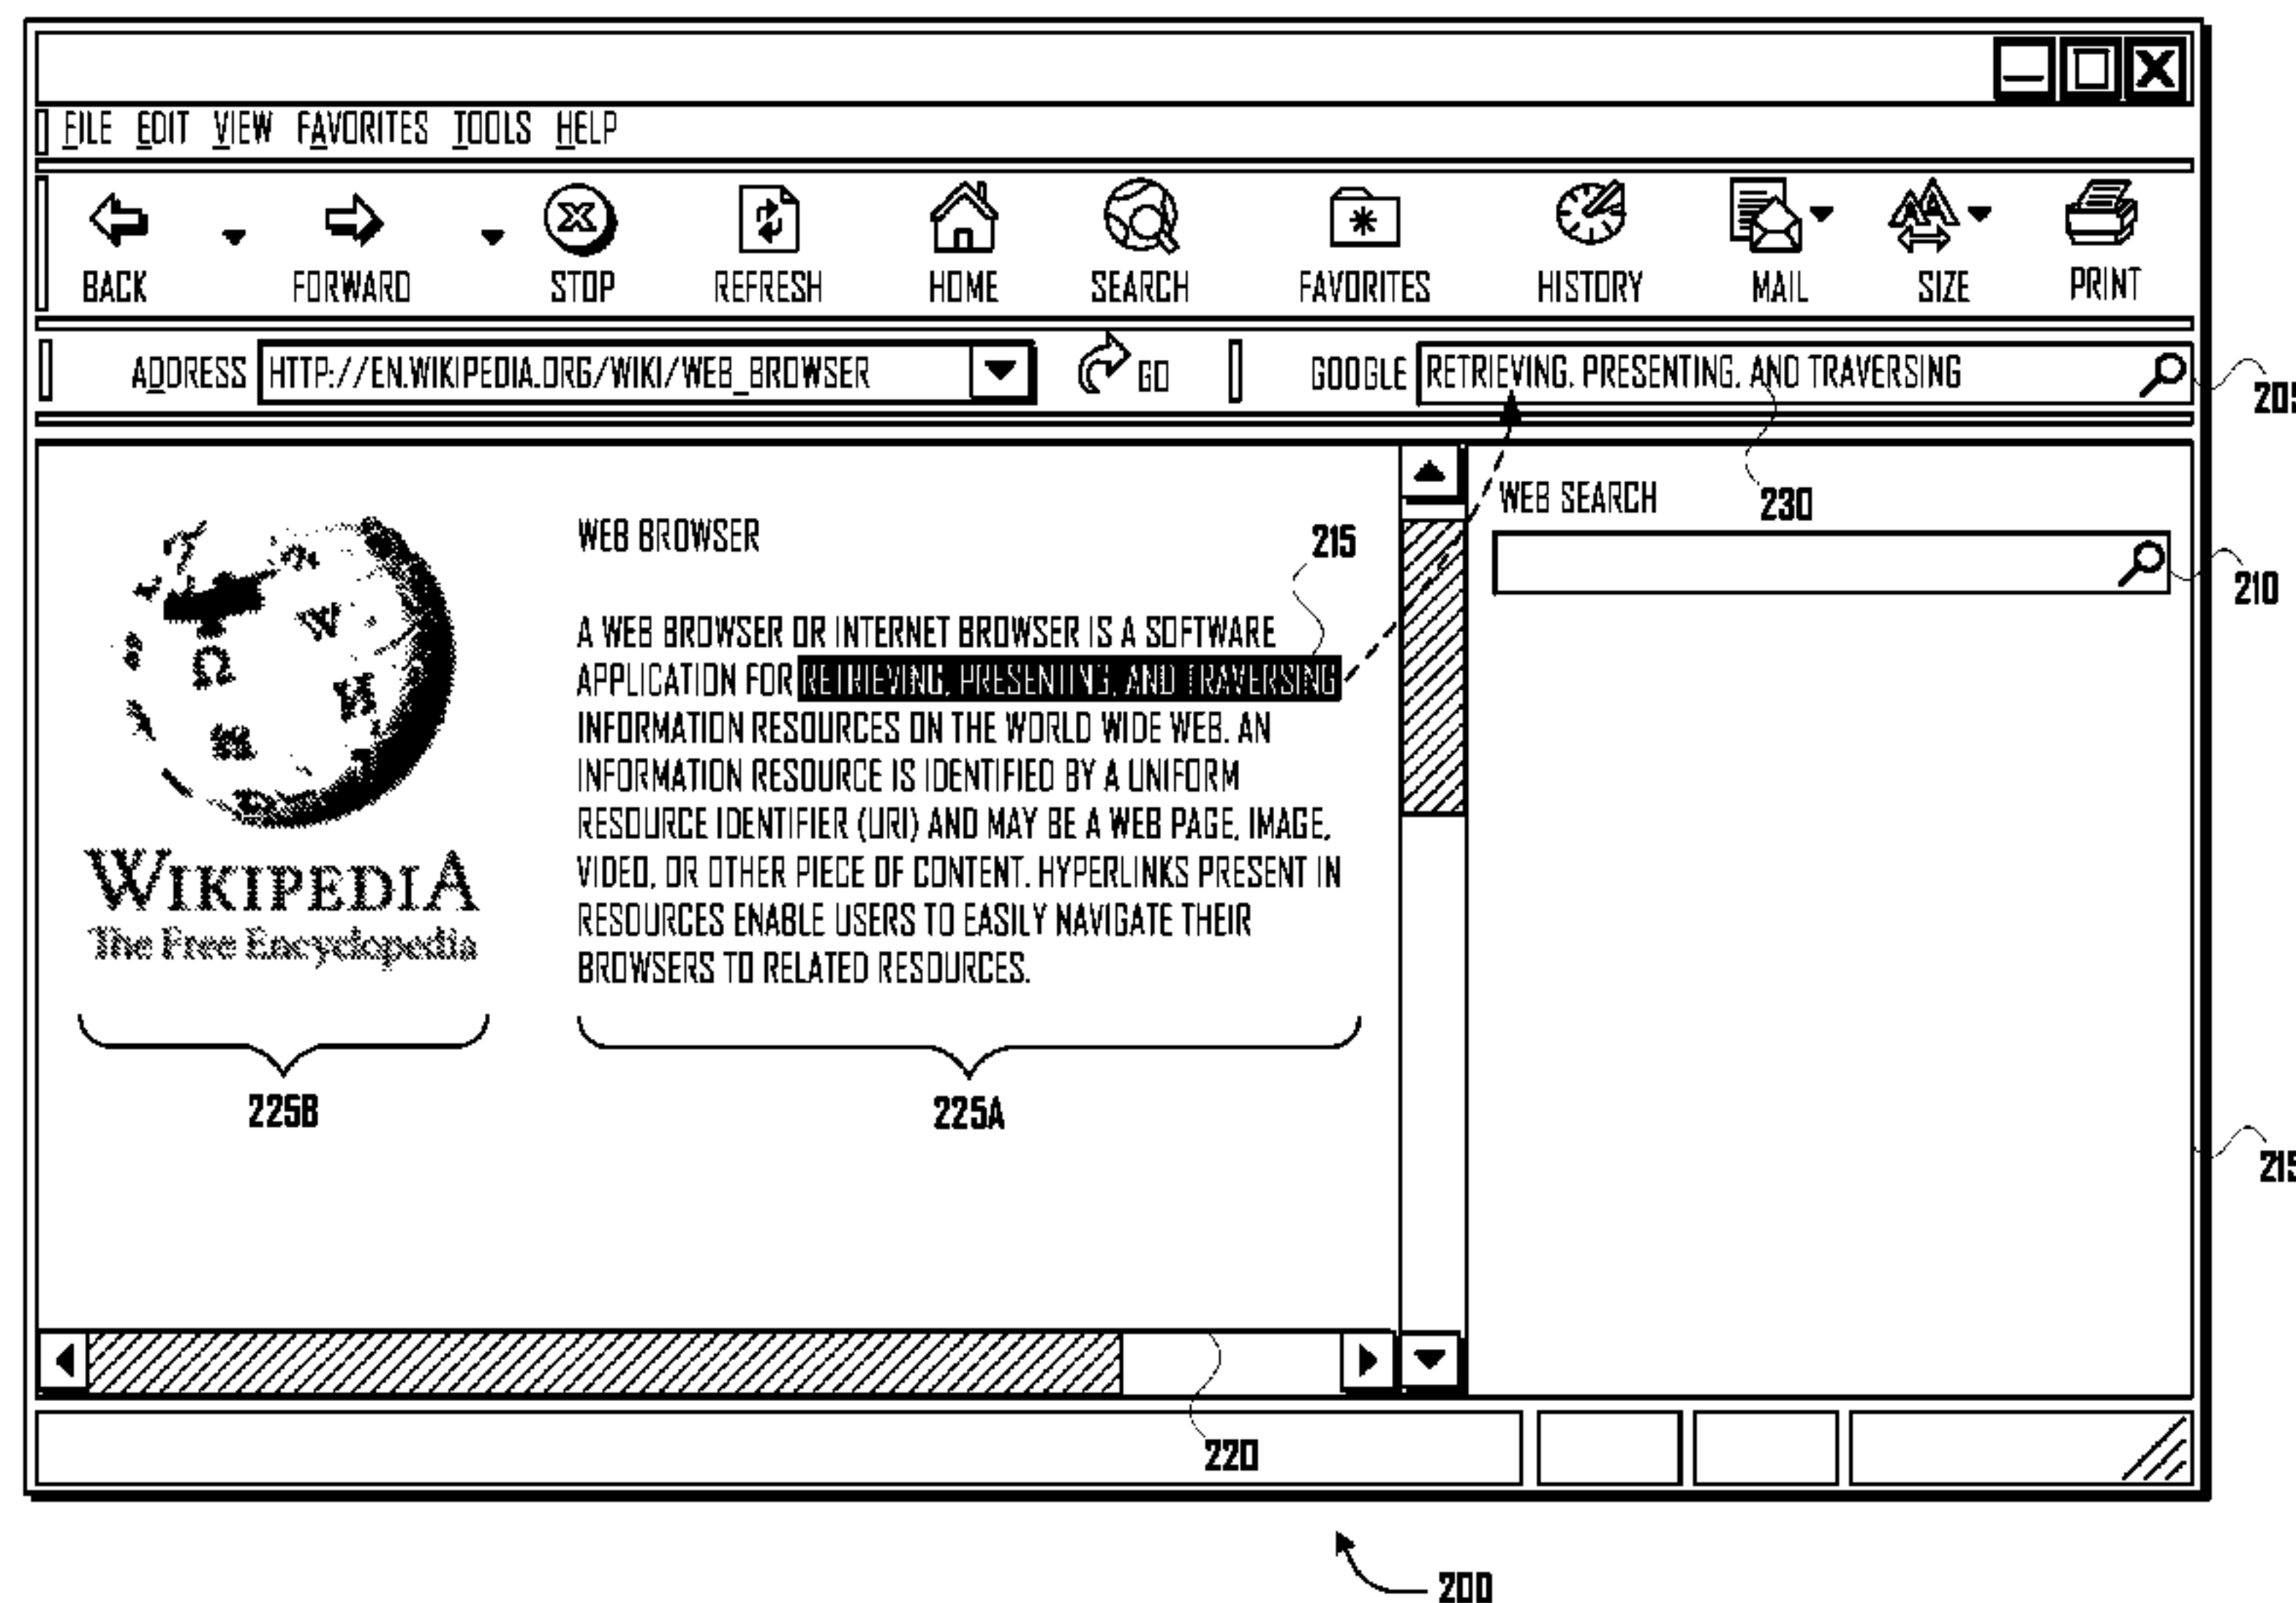 FILE EDIT VIEW FAVORITES TOOLS HELP
BACK FORWARD STOP REFRESH HOME SEARCH FAVORITES HISTORY MAIL SIZE PRINT
ADDRESS HTTP://EN.WIKIPEDIA.ORG/WIKI/WEB_BROWSER GO GOOGLE RETRIEVING, PRESENTING, AND TRAVERSING
205
WEB SEARCH
230
210
WEB BROWSER
215
A WEB BROWSER OR INTERNET BROWSER IS A SOFTWARE
APPLICATION FOR RETRIEVING, PRESENTING, AND TRAVERSING
INFORMATION RESOURCES ON THE WORLD WIDE WEB. AN
INFORMATION RESOURCE IS IDENTIFIED BY A UNIFORM
RESOURCE IDENTIFIER (URI) AND MAY BE A WEB PAGE, IMAGE,
VIDEO, OR OTHER PIECE OF CONTENT. HYPERLINKS PRESENT IN
RESOURCES ENABLE USERS TO EASILY NAVIGATE THEIR
BROWSERS TO RELATED RESOURCES.
WIKIPEDIA
The Free Encyclopedia
225B
225A
215
220
200